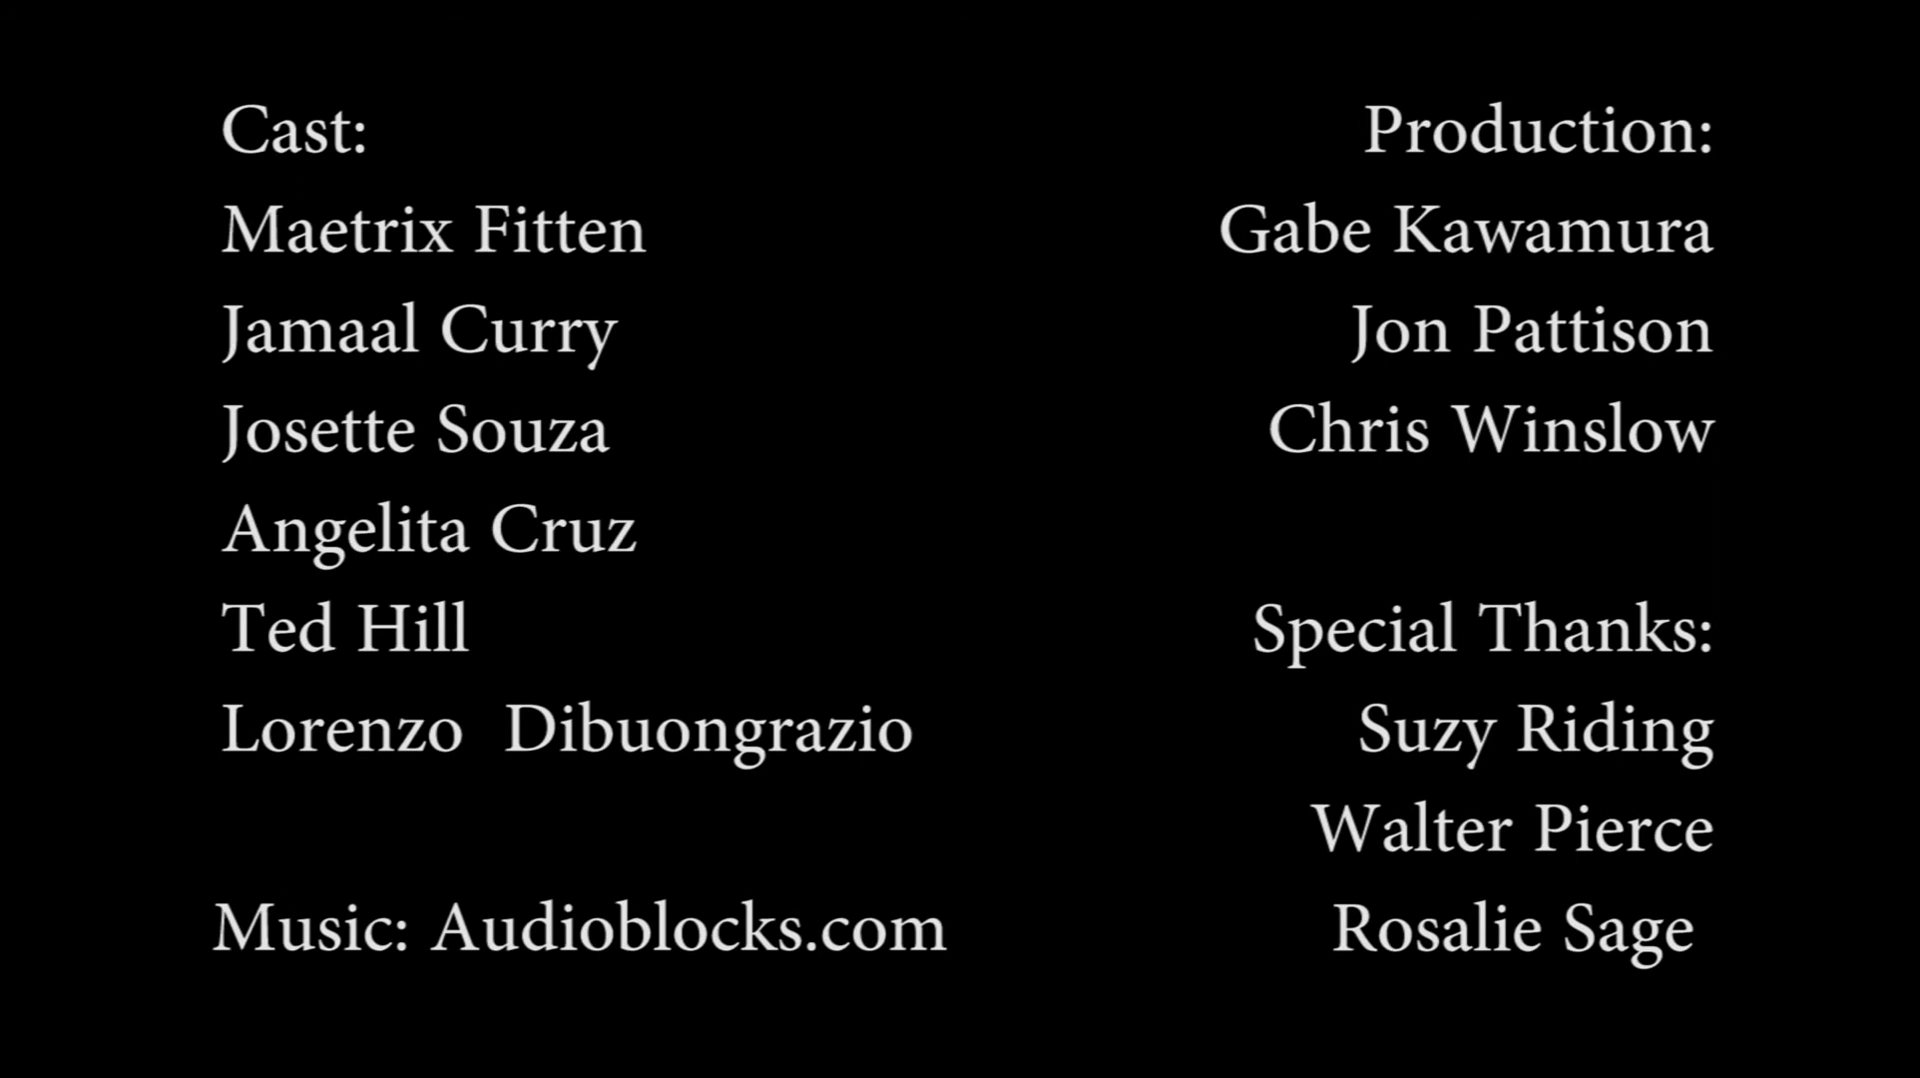 Cast:
Maetrix Fitten
Jamaal Curry
Josette Souza
Angelita Cruz
Ted Hill
Lorenzo  Dibuongrazio
Music: Audioblocks.com
Production:
Gabe Kawamura
Jon Pattison
Chris Winslow
Special Thanks:
Suzy Riding
Walter Pierce
Rosalie Sage